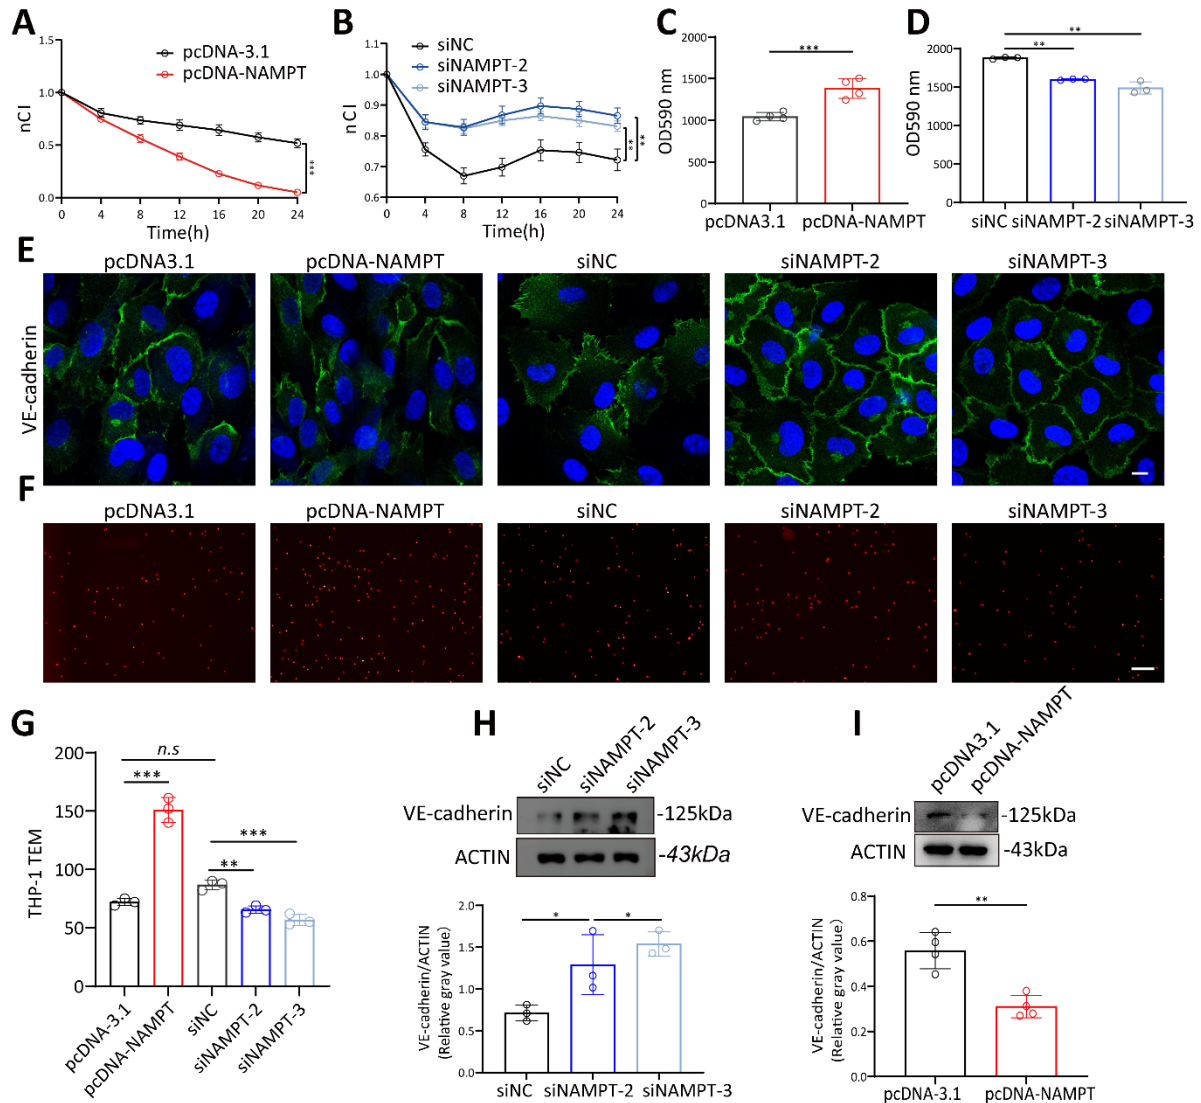 A
1.5
1.0
0.5
0.0
nCI
pcDNA-3.1
pcDNA-NAMPT
***
0 4 8 12 16 20 24
Time(h)
B
1.1
1.0
0.9
0.8
0.7
0.6
nCI
siNC
siNAMPT-2
siNAMPT-3
** **
0 4 8 12 16 20 24
Time(h)
C
2000
1500
1000
500
0
OD590 nm
***
pcDNA3.1 pcDNA-NAMPT
D
2000
1500
1000
500
0
OD590 nm
**
**
siNC siNAMPT-2 siNAMPT-3
E
pcDNA3.1 pcDNA-NAMPT siNC siNAMPT-2 siNAMPT-3
VE-cadherin
F
pcDNA3.1 pcDNA-NAMPT siNC siNAMPT-2 siNAMPT-3
G
200
150
100
50
0
THP-1 TEM
n.s
***
***
**
pcDNA-3.1 pcDNA-NAMPT siNC siNAMPT-2 siNAMPT-3
H
siNC siNAMPT-2 siNAMPT-3
VE-cadherin -125kDa
ACTIN -43kDa
2.0
1.5
1.0
0.5
0.0
VE-cadherin/ACTIN
(Relative gray value)
* *
siNC siNAMPT-2 siNAMPT-3
I
pcDNA3.1 pcDNA-NAMPT
VE-cadherin -125kDa
ACTIN -43kDa
0.8
0.6
0.4
0.2
0.0
VE-cadherin/ACTIN
(Relative gray value)
**
pcDNA-3.1 pcDNA-NAMPT